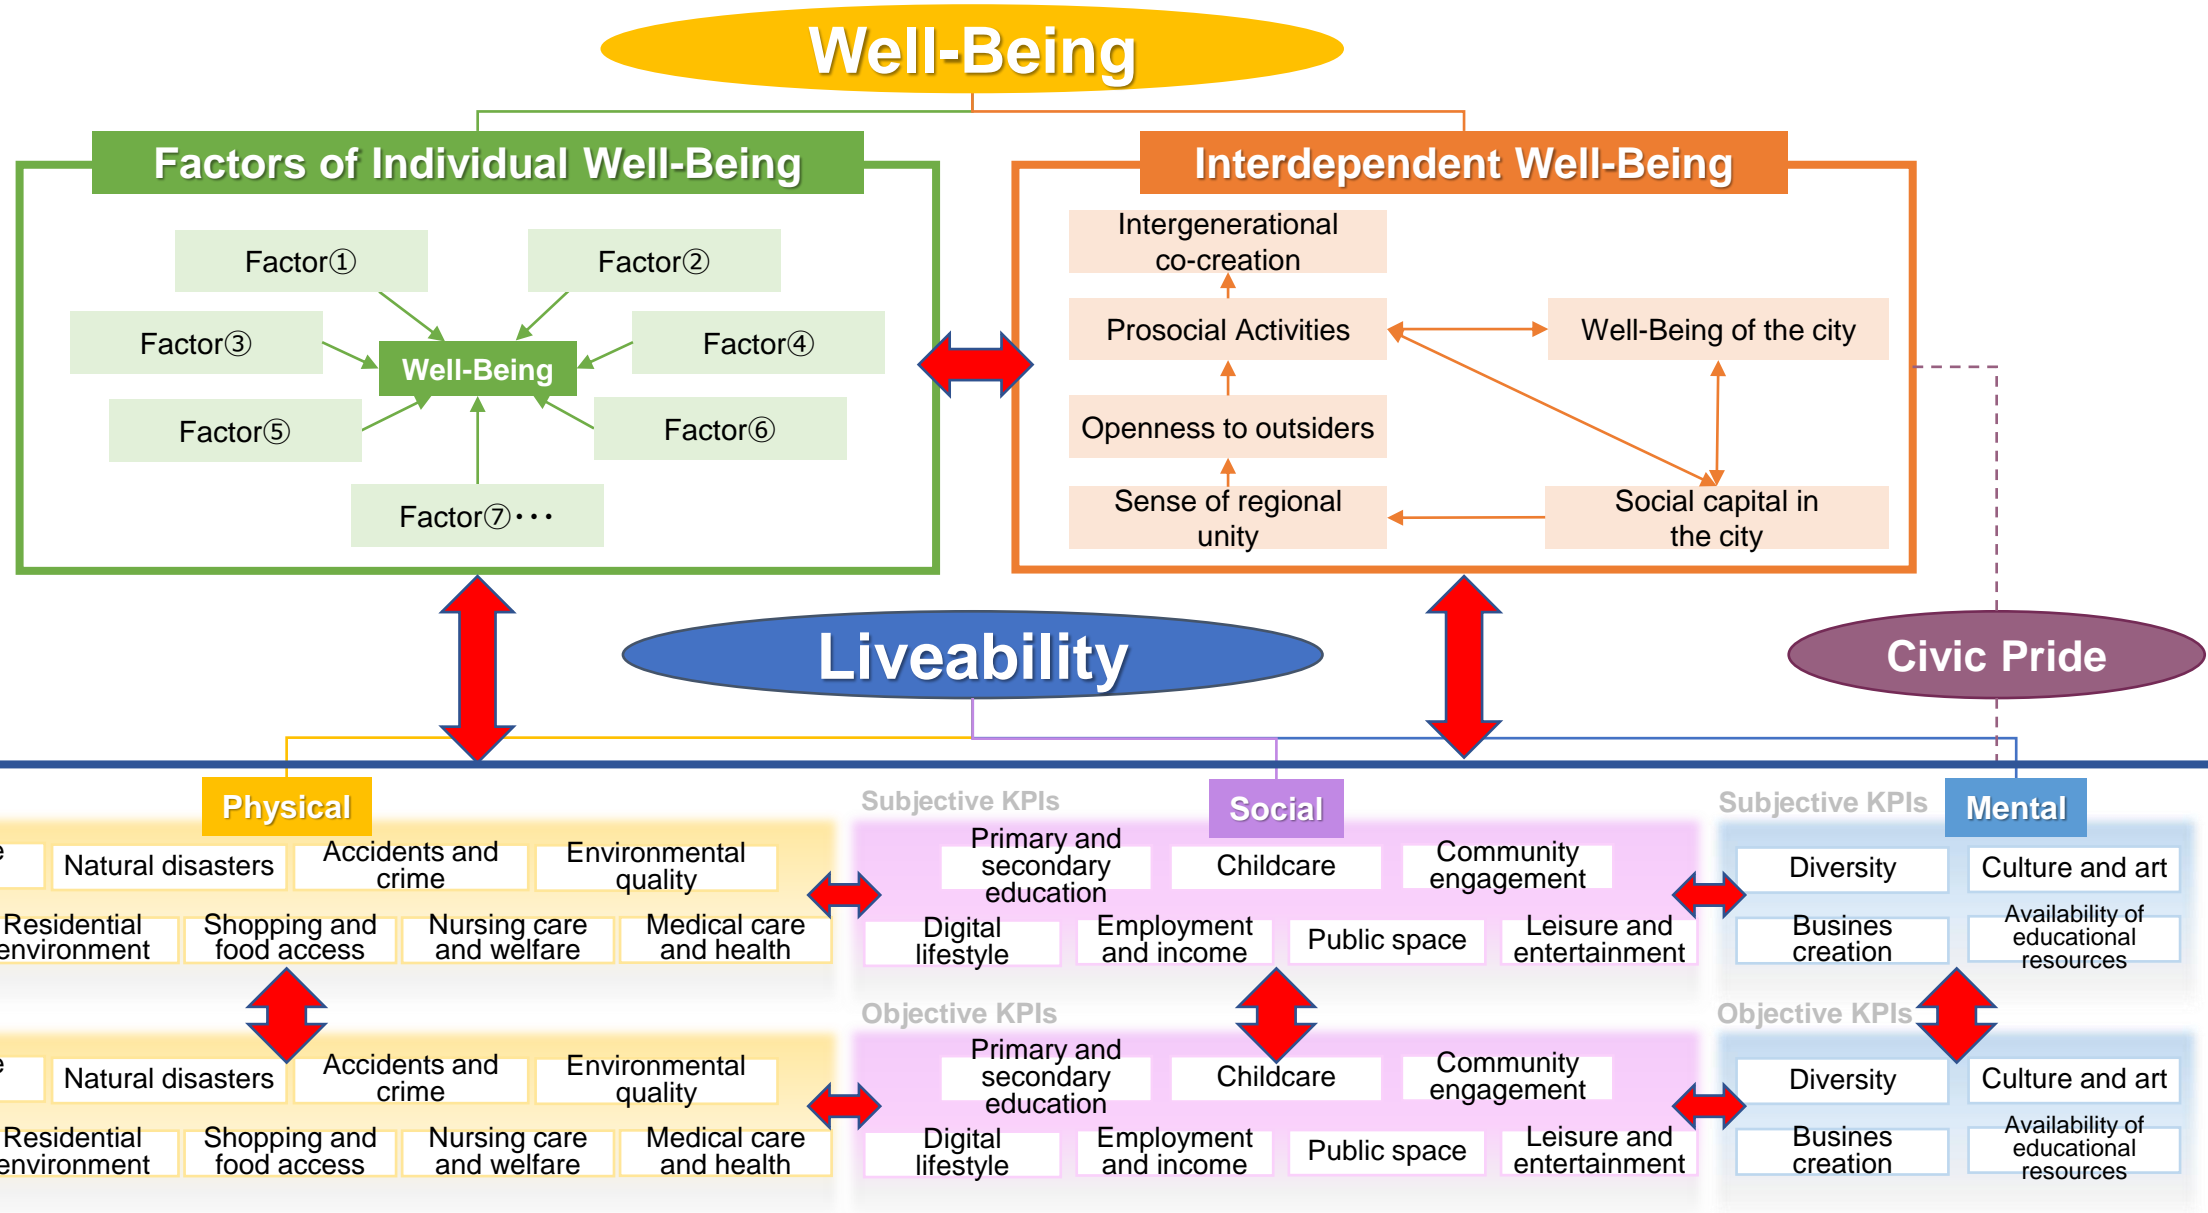 Well-Being
Factors of Individual Well-Being
Interdependent Well-Being
Factor①
Factor②
Factor③
Factor④
Well-Being
Factor⑤
Factor⑥
Factor⑦・・・
Intergenerational
co-creation
Prosocial Activities
Well-Being of the city
Openness to outsiders
Sense of regional
unity
Social capital in
the city
Liveability
Civic Pride
Physical
Natural disasters
Accidents and
crime
Environmental
quality
Residential
environment
Shopping and
food access
Nursing care
and welfare
Medical care
and health
Subjective KPIs
Social
Primary and
secondary
education
Childcare
Community
engagement
Digital
lifestyle
Employment
and income
Public space
Leisure and
entertainment
Subjective KPIs
Mental
Diversity
Culture and art
Busines
creation
Availability of
educational
resources
Natural disasters
Accidents and
crime
Environmental
quality
Residential
environment
Shopping and
food access
Nursing care
and welfare
Medical care
and health
Objective KPIs
Primary and
secondary
education
Childcare
Community
engagement
Digital
lifestyle
Employment
and income
Public space
Leisure and
entertainment
Objective KPIs
Diversity
Culture and art
Busines
creation
Availability of
educational
resources